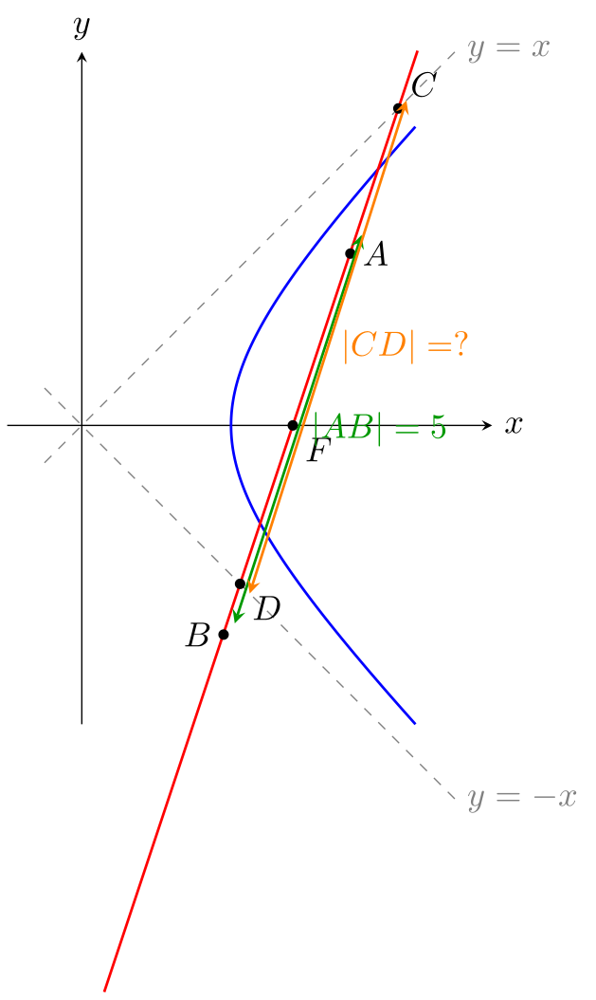 y
y = x
C
A
|CD| =?
|AB| = 5
x
F
D
B
y = −x